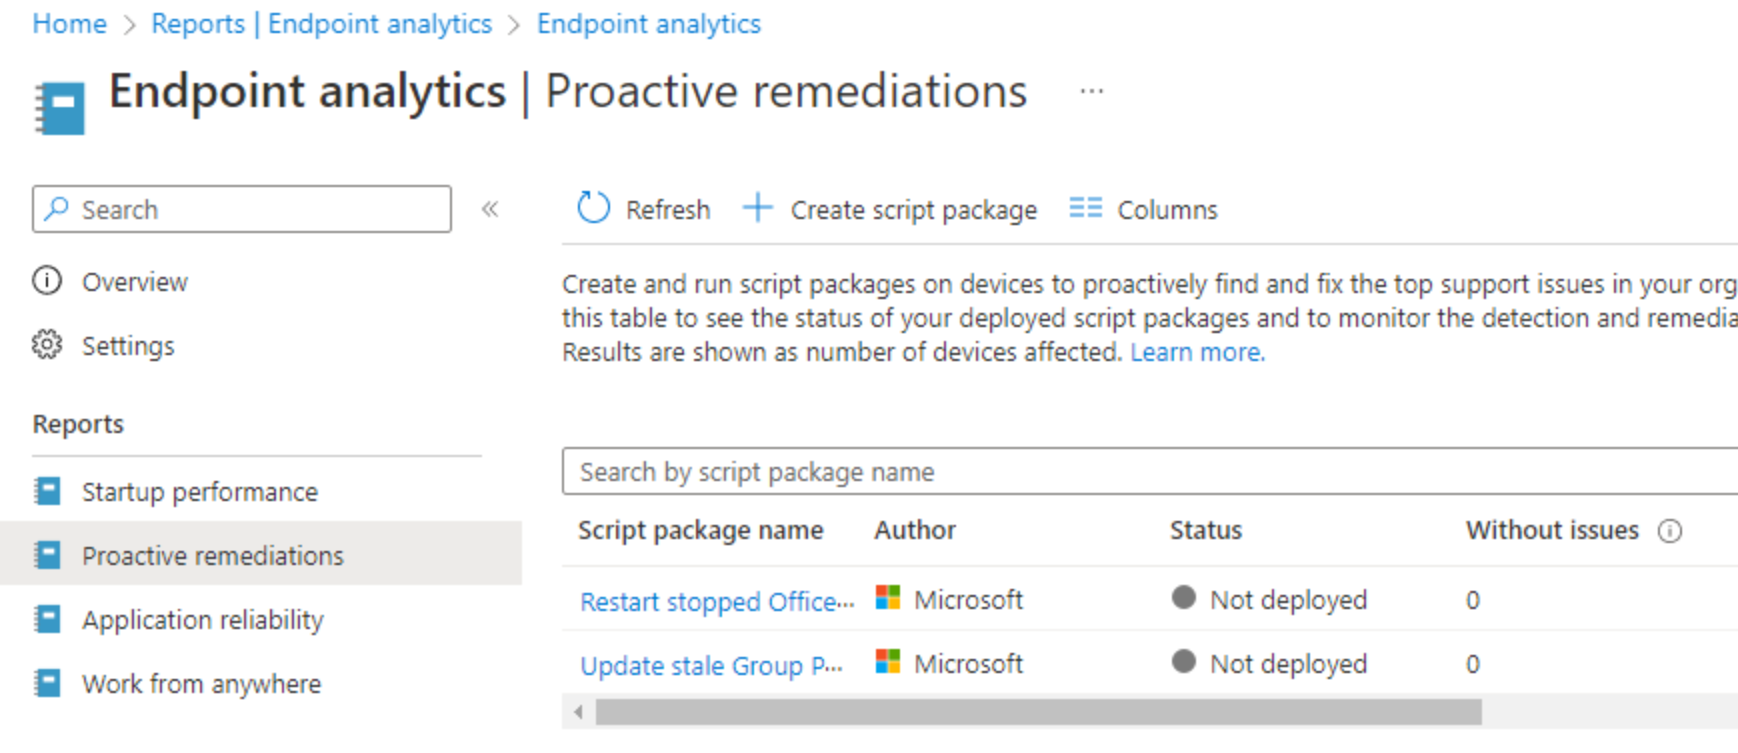 Home > Reports | Endpoint analytics > Endpoint analytics
Endpoint analytics | Proactive remediations ...
Search
«
Overview
Settings
Reports
Startup performance
Proactive remediations
Application reliability
Work from anywhere
Refresh
Create script package
Columns
Create and run script packages on devices to proactively find and fix the top support issues in your org
this table to see the status of your deployed script packages and to monitor the detection and remedia
Results are shown as number of devices affected. Learn more.
Search by script package name
Script package name Author Status Without issues
Restart stopped Office... Microsoft Not deployed 0
Update stale Group P... Microsoft Not deployed 0